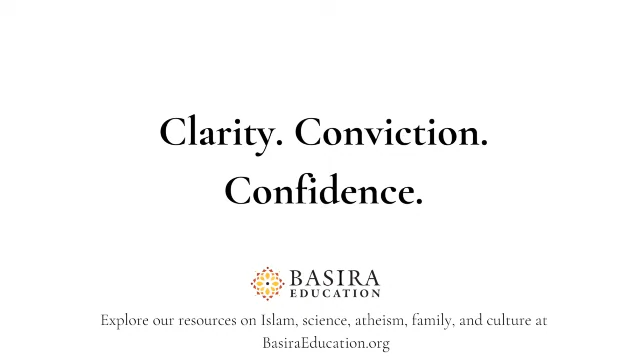 Clarity. Conviction.
Confidence.
BASIRA
EDUCATION
Explore our resources on Islam, science, atheism, family, and culture at
BasiraEducation.org